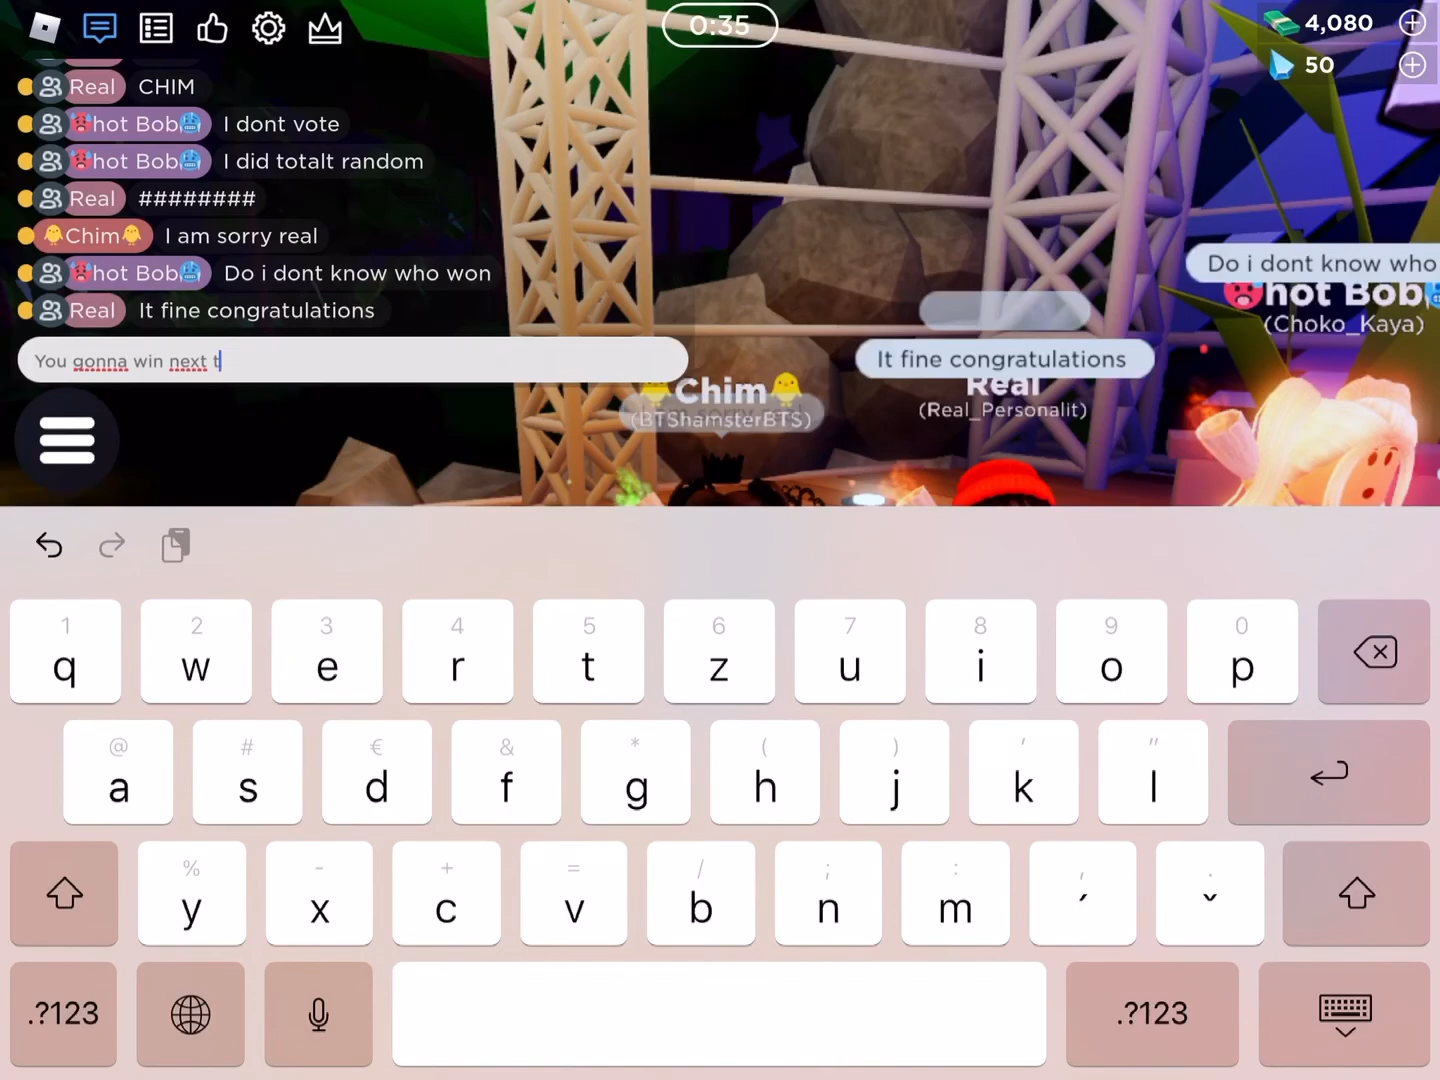 0:35
4,080
50
Real CHIM
🥵hot Bob🥶 I dont vote
🥵hot Bob🥶 I did totalt random
Real ########
🐥Chim🐥 I am sorry real
🥵hot Bob🥶 Do i dont know who won
Real It fine congratulations
You gonna win next t
Do i dont know who
hot Bob
(Choko_Kaya)
It fine congratulations
Real
(Real_Personalit)
🐥Chim🐥
(BTShamsterBTS)
1 2 3 4 5 6 7 8 9 0
q w e r t z u i o p
@ # € & * ( ) ' "
a s d f g h j k l
% - + = / ; : , .
y x c v b n m ´ ˇ
.?123 .?123